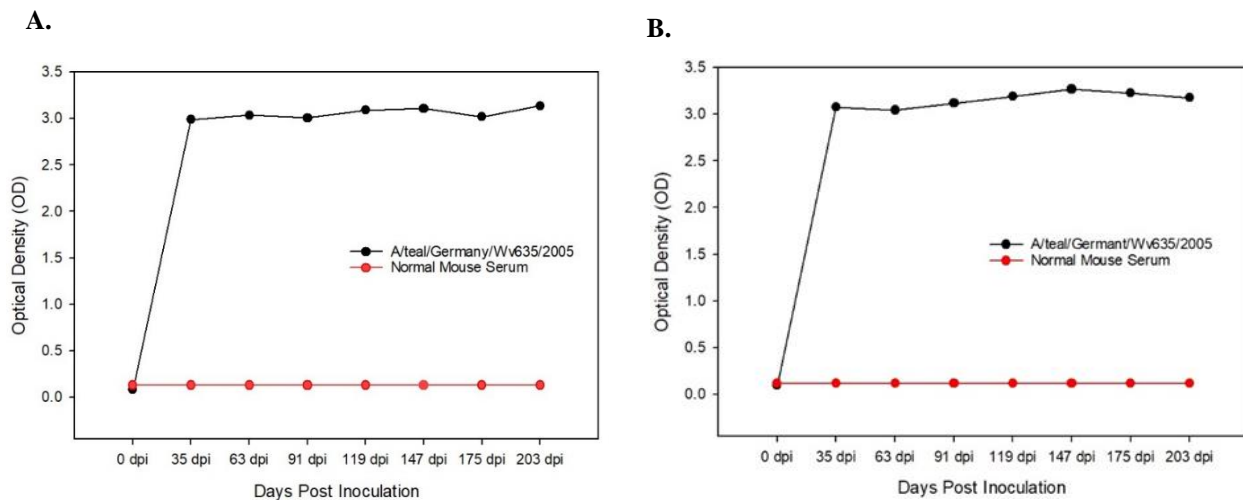 A.
3.5
3.0
2.5
2.0
1.5
1.0
0.5
0.0
Optical Density (OD)
A/teal/Germany/Wv635/2005
Normal Mouse Serum
0 dpi 35 dpi 63 dpi 91 dpi 119 dpi 147 dpi 175 dpi 203 dpi
Days Post Inoculation
B.
3.5
3.0
2.5
2.0
1.5
1.0
0.5
0.0
Optical Density (OD)
A/teal/Germant/Wv635/2005
Normal Mouse Serum
0 dpi 35 dpi 63 dpi 91 dpi 119 dpi 147 dpi 175 dpi 203 dpi
Days Post Inoculation